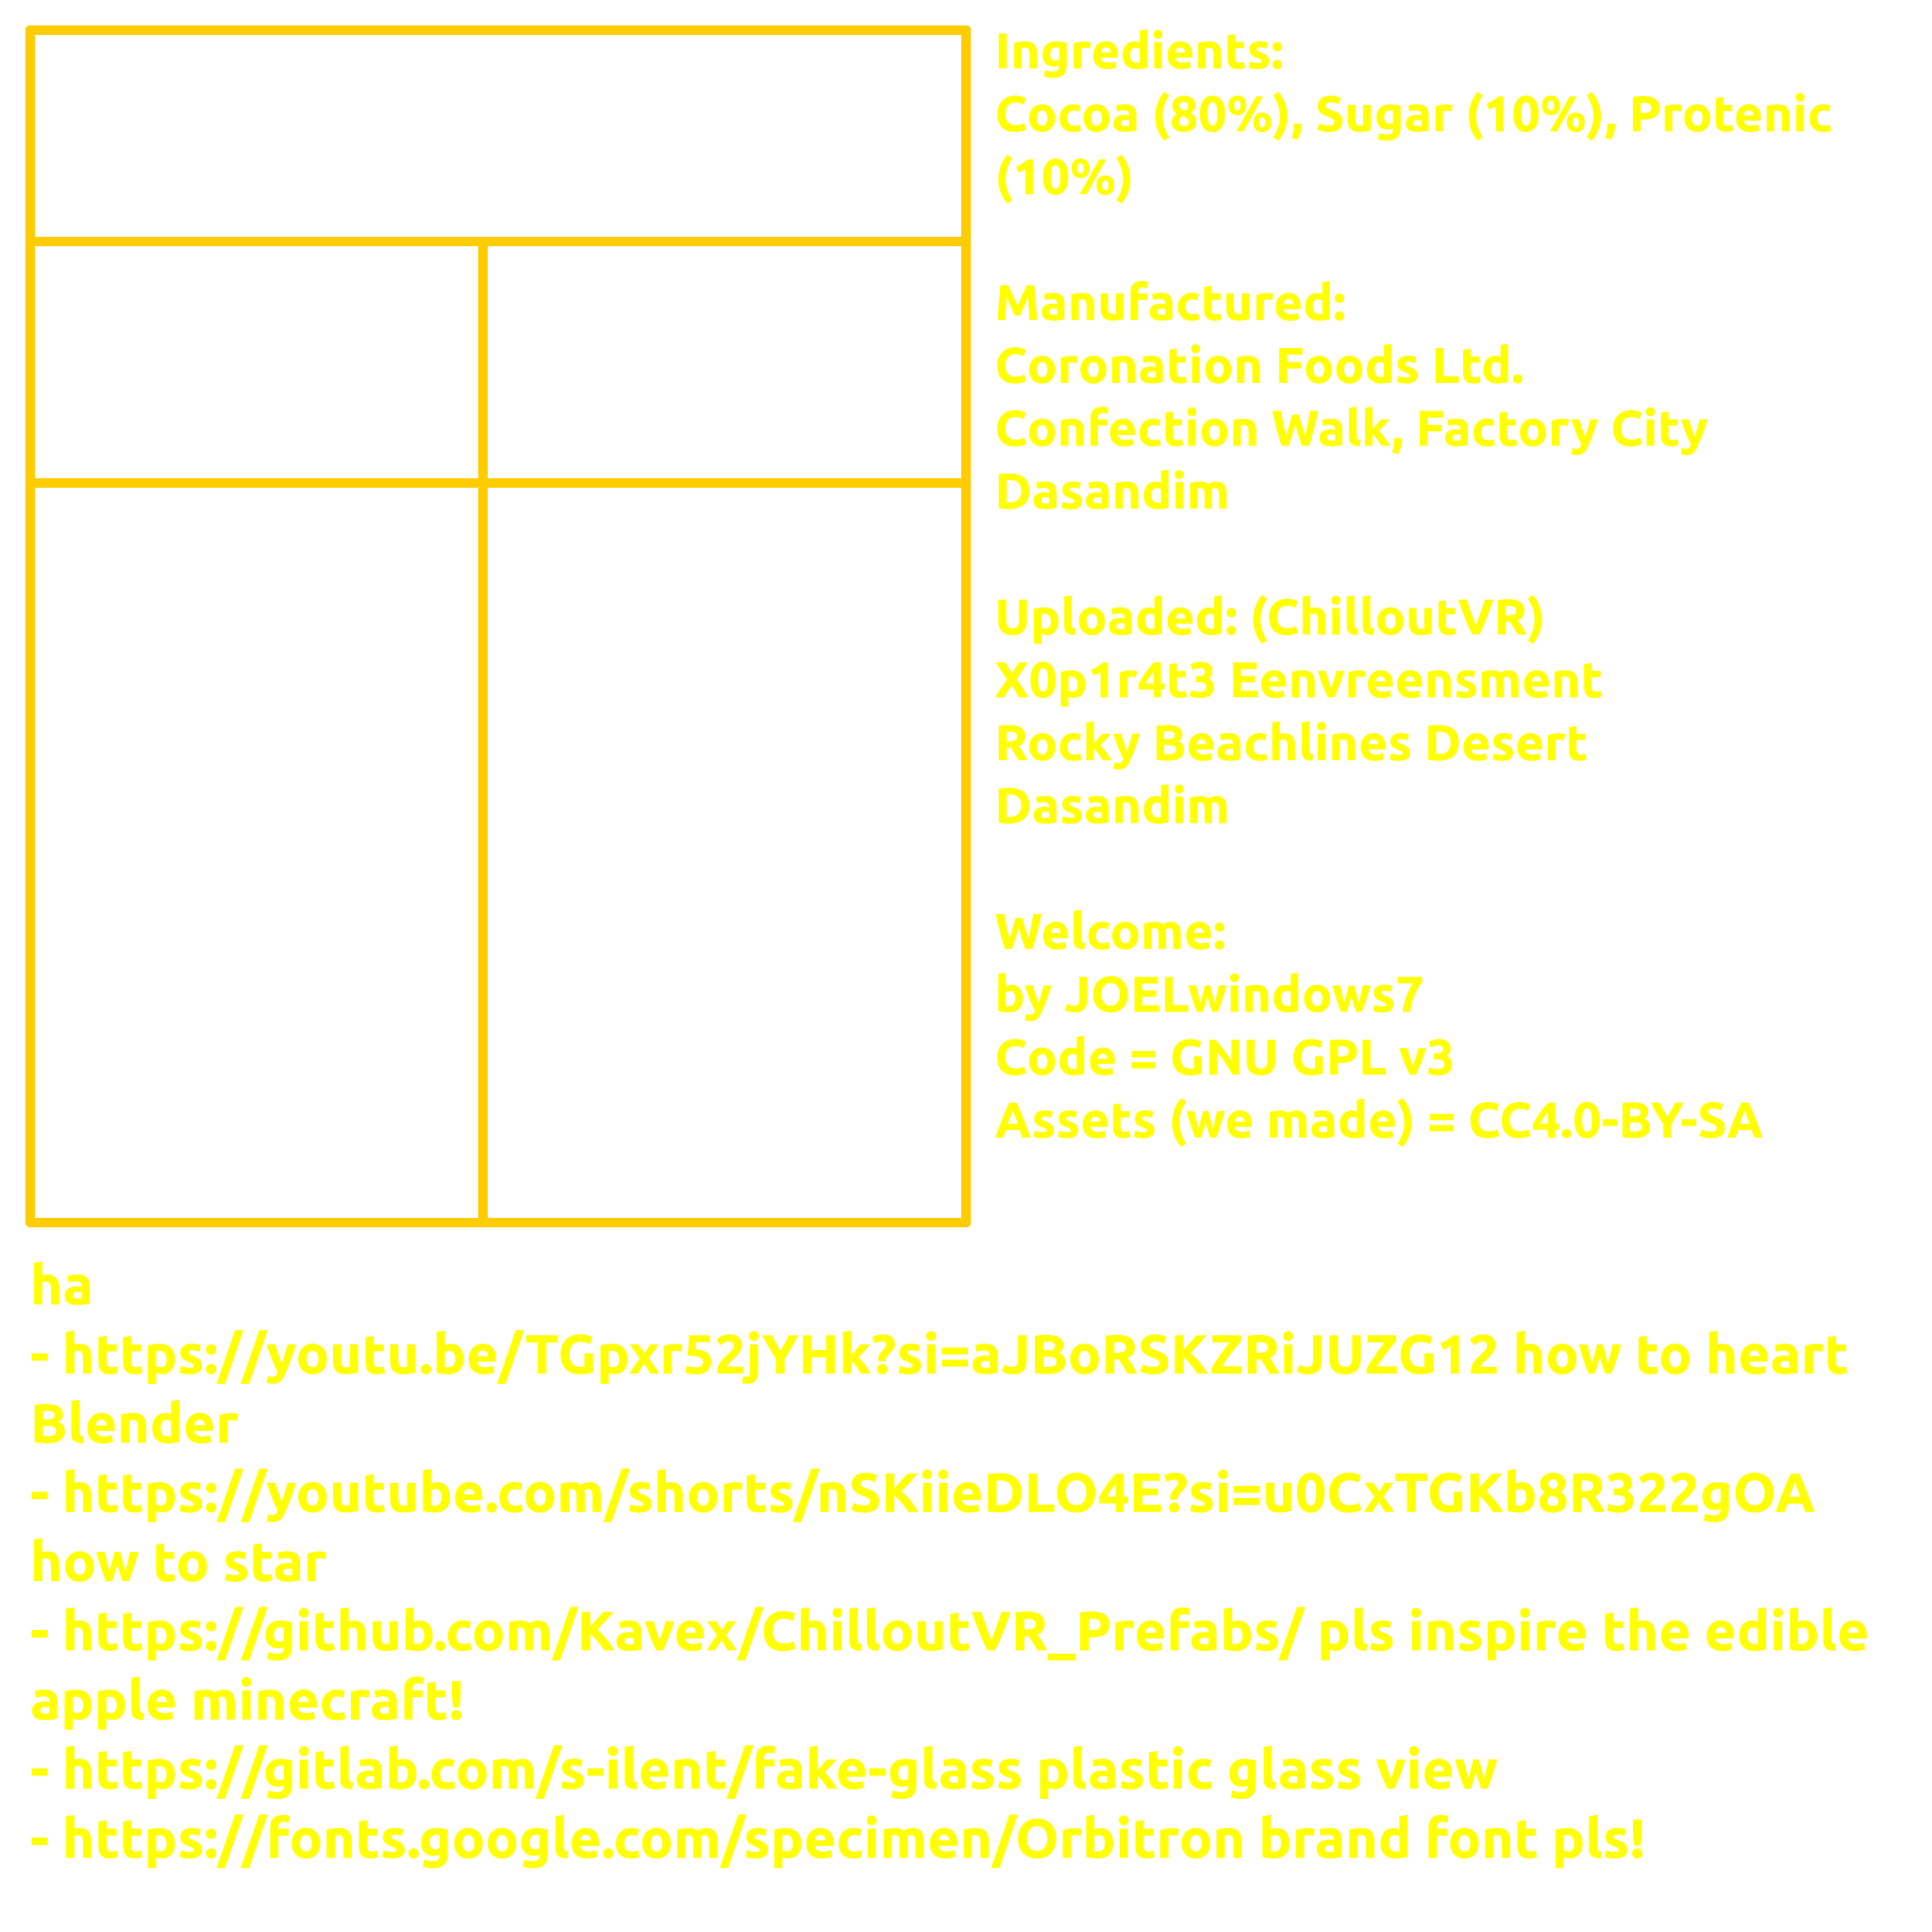 Ingredients:
Cocoa (80%), Sugar (10%), Protenic
(10%)
Manufactured:
Coronation Foods Ltd.
Confection Walk, Factory City
Dasandim
Uploaded: (ChilloutVR)
X0p1r4t3 Eenvreensment
Rocky Beachlines Desert
Dasandim
Welcome:
by JOELwindows7
Code = GNU GPL v3
Assets (we made) = CC4.0-BY-SA
ha
- https://youtu.be/TGpxr52jYHk?si=aJBoRSKZRiJUZG12 how to heart
Blender
- https://youtube.com/shorts/nSKiieDLO4E?si=u0CxTGKb8R322gOA
how to star
- https://github.com/Kavex/ChilloutVR_Prefabs/ pls inspire the edible
apple minecraft!
- https://gitlab.com/s-ilent/fake-glass plastic glass view
- https://fonts.google.com/specimen/Orbitron brand font pls!